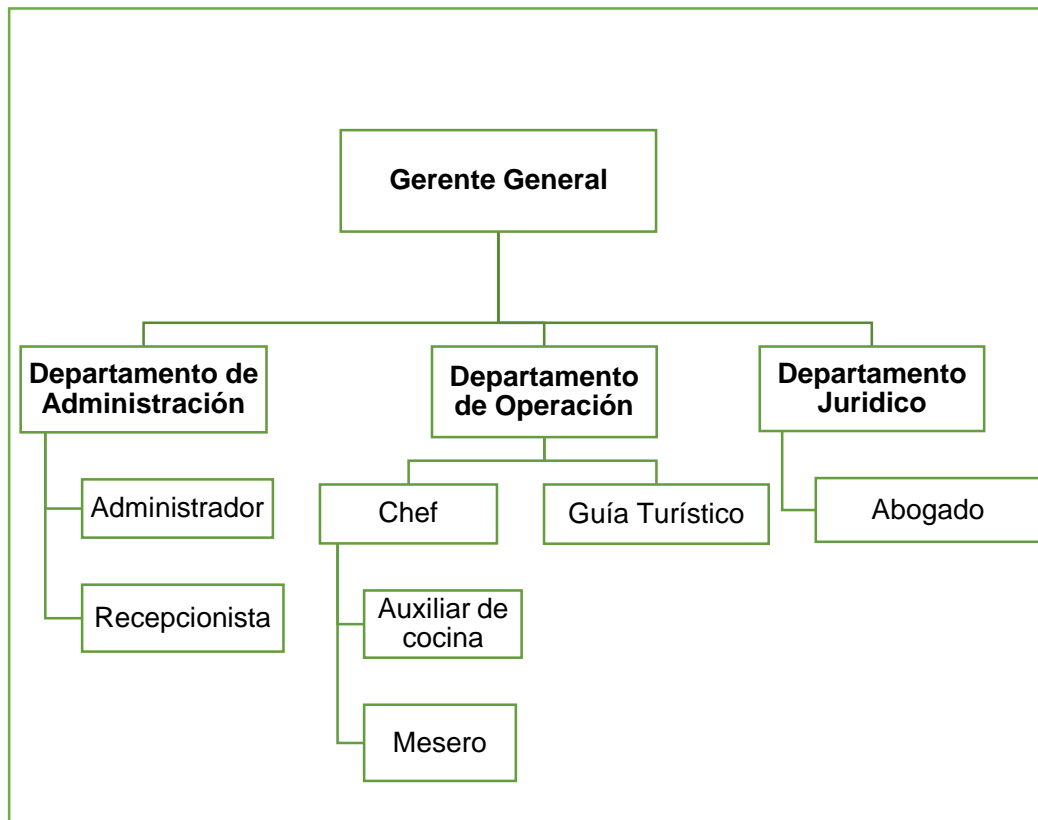 Gerente General
Departamento de
Administración
Departamento
de Operación
Departamento
Juridico
Administrador
Chef
Guía Turístico
Abogado
Recepcionista
Auxiliar de
cocina
Mesero